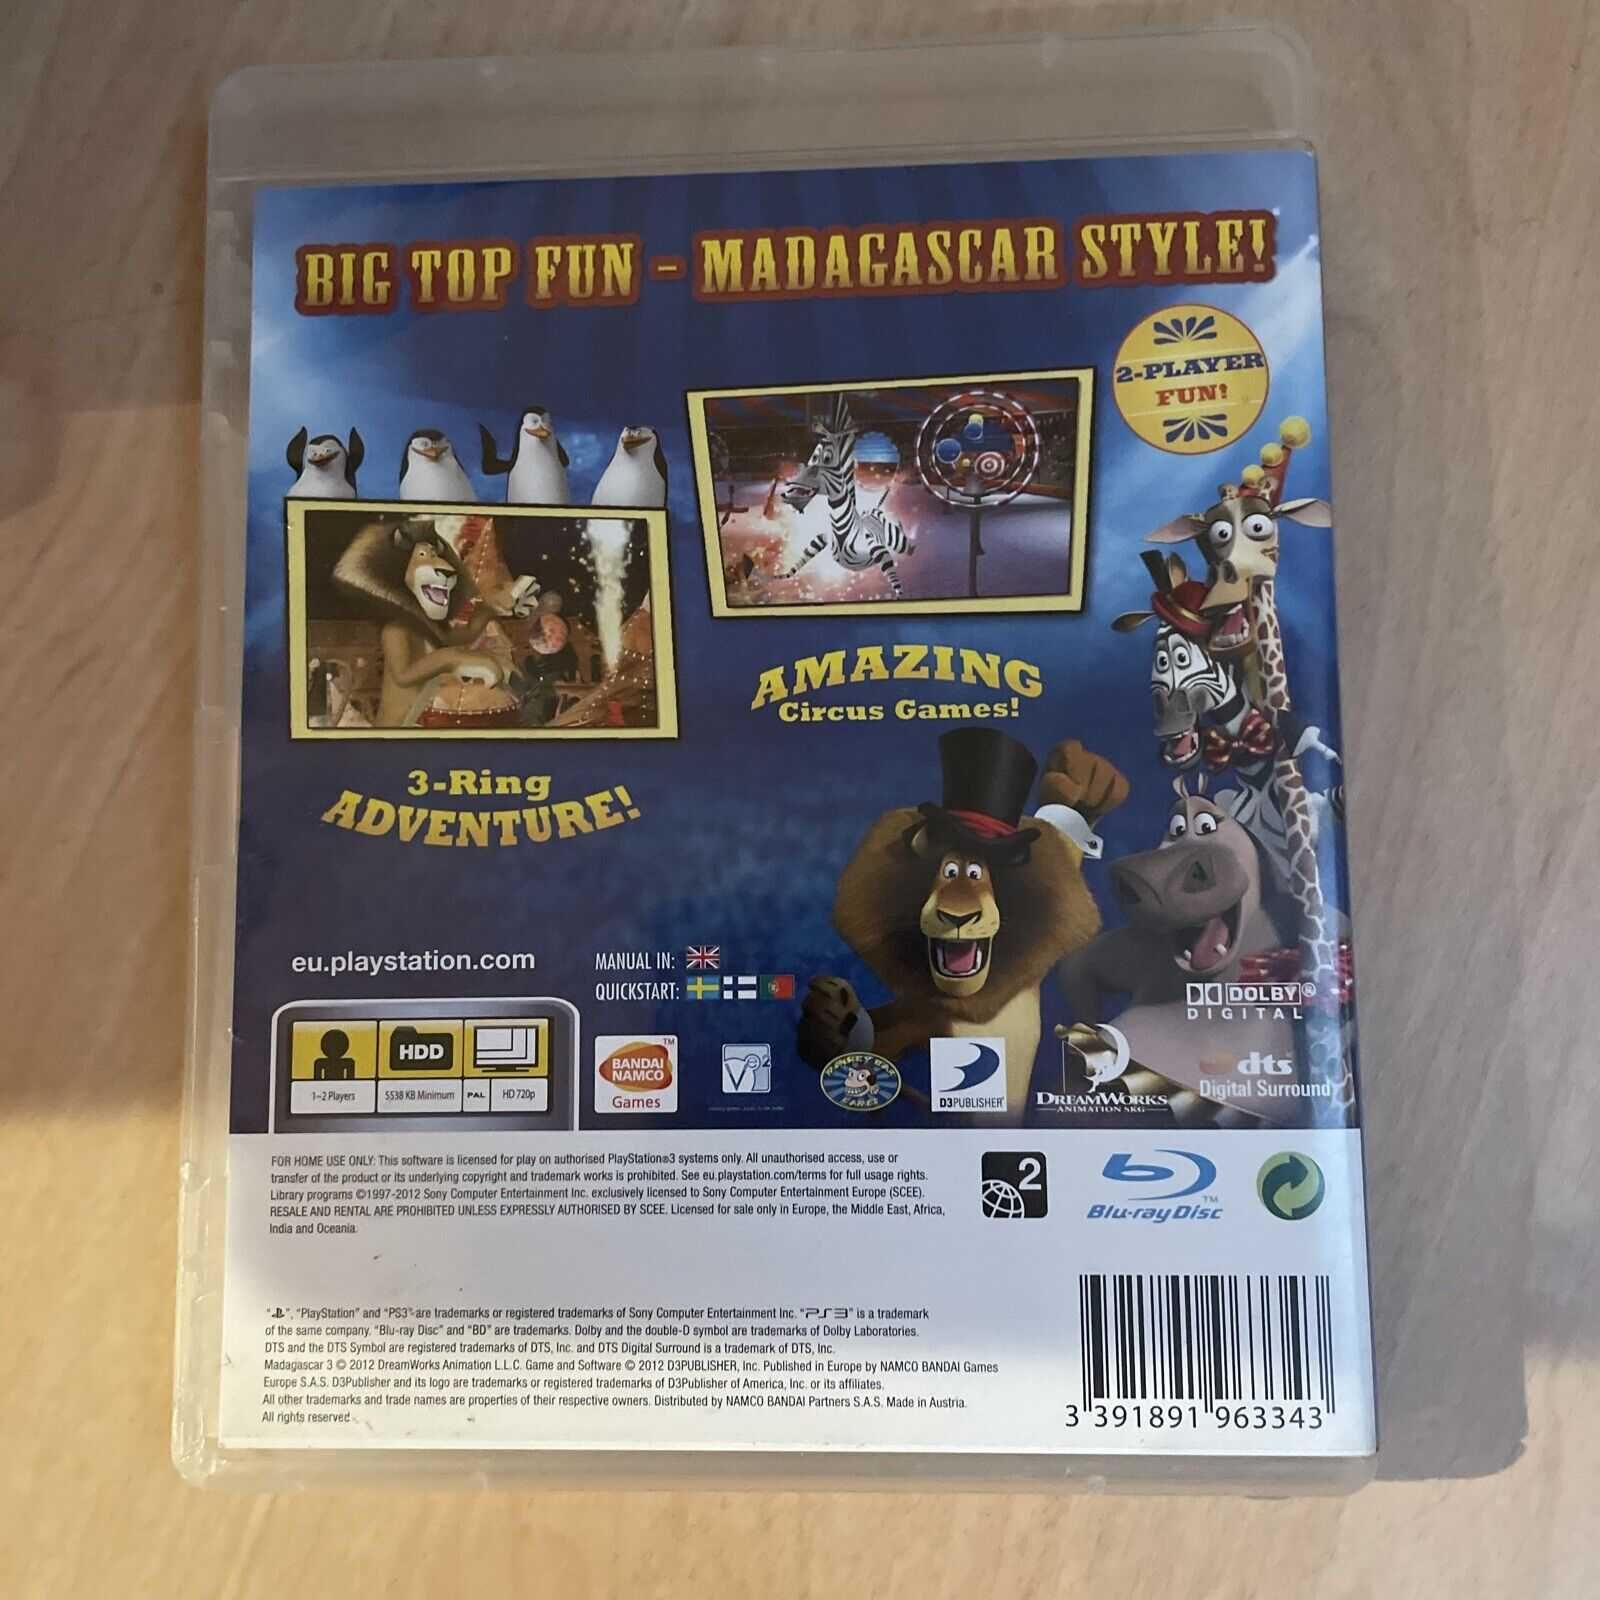 BIG TOP FUN - MADAGASCAR STYLE!
2-PLAYER
FUN!
AMAZING
Circus Games!
3-Ring
ADVENTURE!
eu.playstation.com
MANUAL IN:
QUICKSTART:
DOLBY®
DIGITAL
HDD
1-2 Players
5538 KB Minimum
PAL
HD 720p
BANDAI
NAMCO
Games
TM
MONKEY BAR
GAMES
D3PUBLISHER
DREAMWORKS
ANIMATION SKG
dts
Digital Surround
FOR HOME USE ONLY: This software is licensed for play on authorised PlayStation®3 systems only. All unauthorised access, use or
transfer of the product or its underlying copyright and trademark works is prohibited. See eu.playstation.com/terms for full usage rights.
Library programs ©1997-2012 Sony Computer Entertainment Inc. exclusively licensed to Sony Computer Entertainment Europe (SCEE).
RESALE AND RENTAL ARE PROHIBITED UNLESS EXPRESSLY AUTHORISED BY SCEE. Licensed for sale only in Europe, the Middle East, Africa,
India and Oceania.
2
Blu-ray Disc
TM
"", "PlayStation" and "PS3" are trademarks or registered trademarks of Sony Computer Entertainment Inc. "PS3" is a trademark
of the same company. "Blu-ray Disc" and "BD" are trademarks. Dolby and the double-D symbol are trademarks of Dolby Laboratories.
DTS and the DTS Symbol are registered trademarks of DTS, Inc. and DTS Digital Surround is a trademark of DTS, Inc.
Madagascar 3 © 2012 DreamWorks Animation L.L.C. Game and Software © 2012 D3PUBLISHER, Inc. Published in Europe by NAMCO BANDAI Games
Europe S.A.S. D3Publisher and its logo are trademarks or registered trademarks of D3Publisher of America, Inc. or its affiliates.
All other trademarks and trade names are properties of their respective owners. Distributed by NAMCO BANDAI Partners S.A.S. Made in Austria.
All rights reserved.
3 391891 963343